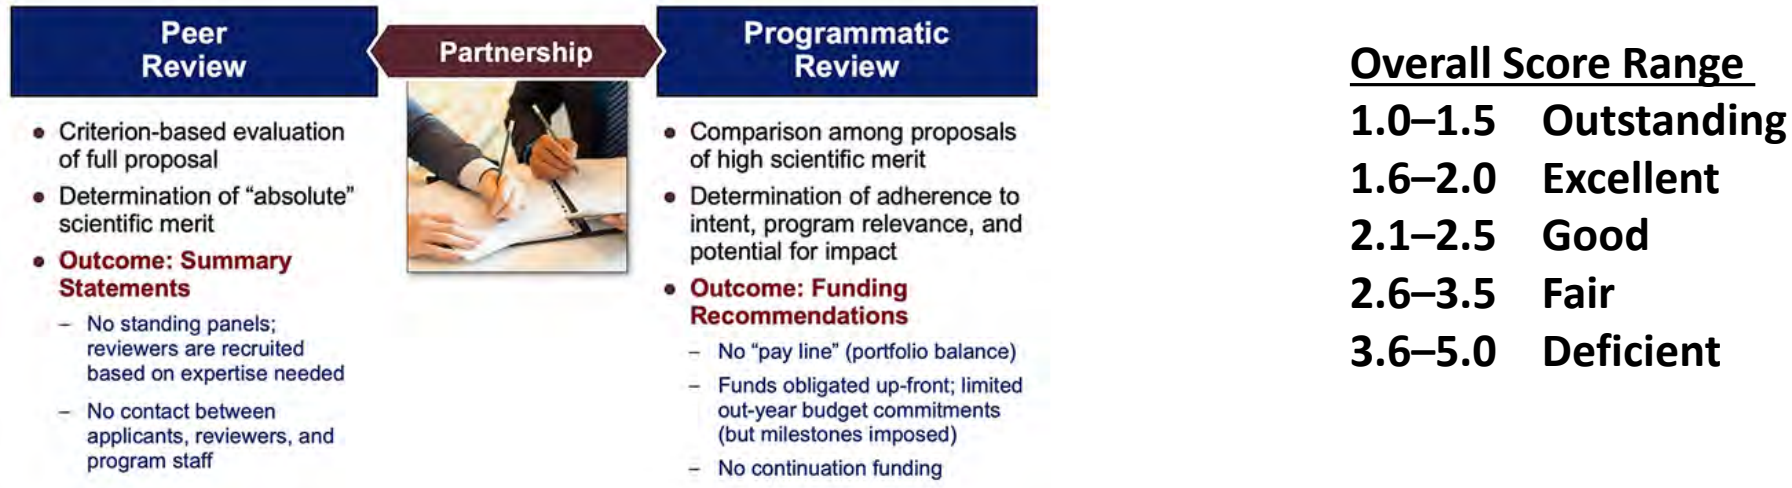 Peer
Review
• Criterion-based evaluation
of full proposal
• Determination of “absolute”
scientific merit
• Outcome: Summary
Statements
– No standing panels;
reviewers are recruited
based on expertise needed
– No contact between
applicants, reviewers, and
program staff
Partnership
Programmatic
Review
• Comparison among proposals
of high scientific merit
• Determination of adherence to
intent, program relevance, and
potential for impact
• Outcome: Funding
Recommendations
– No “pay line” (portfolio balance)
– Funds obligated up-front; limited
out-year budget commitments
(but milestones imposed)
– No continuation funding
Overall Score Range
1.0–1.5 Outstanding
1.6–2.0 Excellent
2.1–2.5 Good
2.6–3.5 Fair
3.6–5.0 Deficient